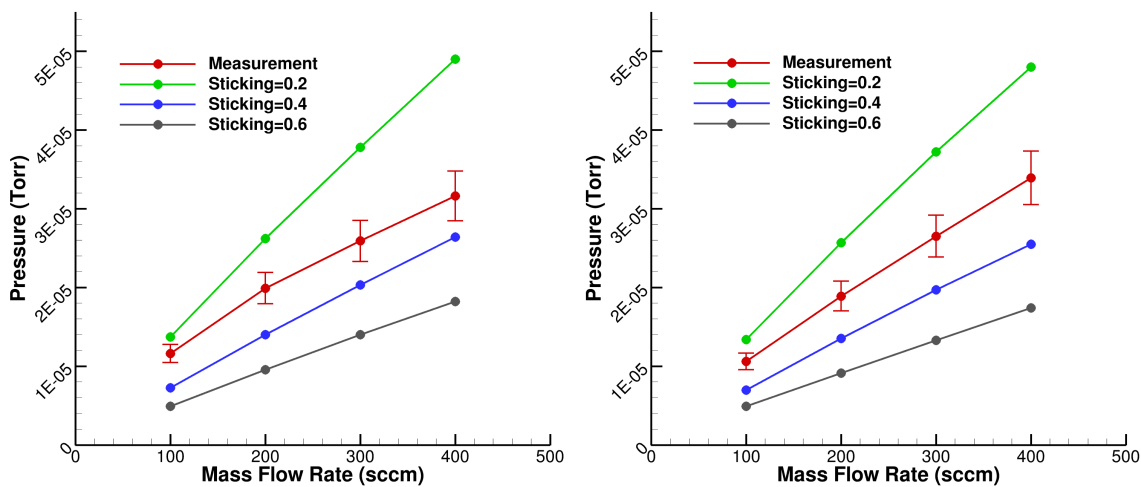 Measurement
Sticking=0.2
Sticking=0.4
Sticking=0.6
Pressure (Torr)
5E-05
4E-05
3E-05
2E-05
1E-05
0
0 100 200 300 400 500
Mass Flow Rate (sccm)
Measurement
Sticking=0.2
Sticking=0.4
Sticking=0.6
Pressure (Torr)
5E-05
4E-05
3E-05
2E-05
1E-05
0
0 100 200 300 400 500
Mass Flow Rate (sccm)